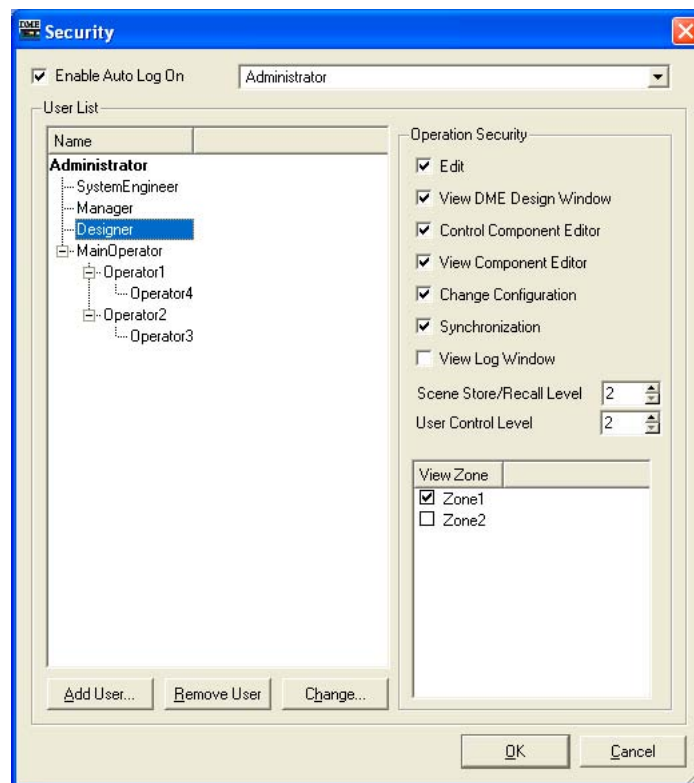 DME
Security
Enable Auto Log On
Administrator
User List
Name
Administrator
SystemEngineer
Manager
Designer
MainOperator
Operator1
Operator4
Operator2
Operator3
Add User...
Remove User
Change...
Operation Security
Edit
View DME Design Window
Control Component Editor
View Component Editor
Change Configuration
Synchronization
View Log Window
Scene Store/Recall Level 2
User Control Level 2
View Zone
Zone1
Zone2
OK
Cancel